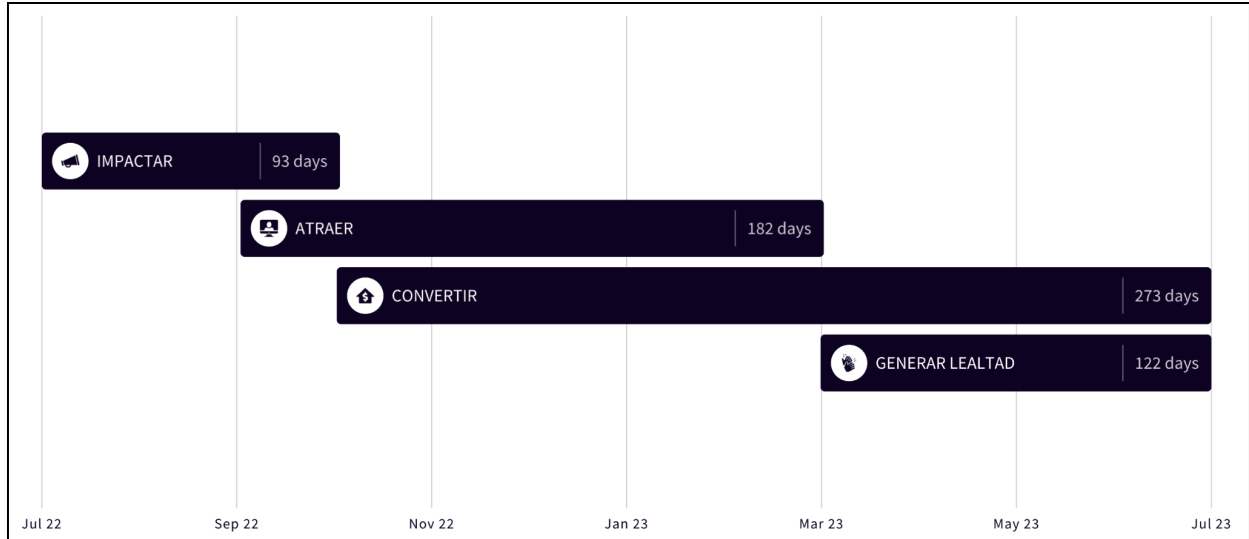 IMPACTAR 93 days
ATRAER 182 days
CONVERTIR 273 days
GENERAR LEALTAD 122 days
Jul 22 Sep 22 Nov 22 Jan 23 Mar 23 May 23 Jul 23